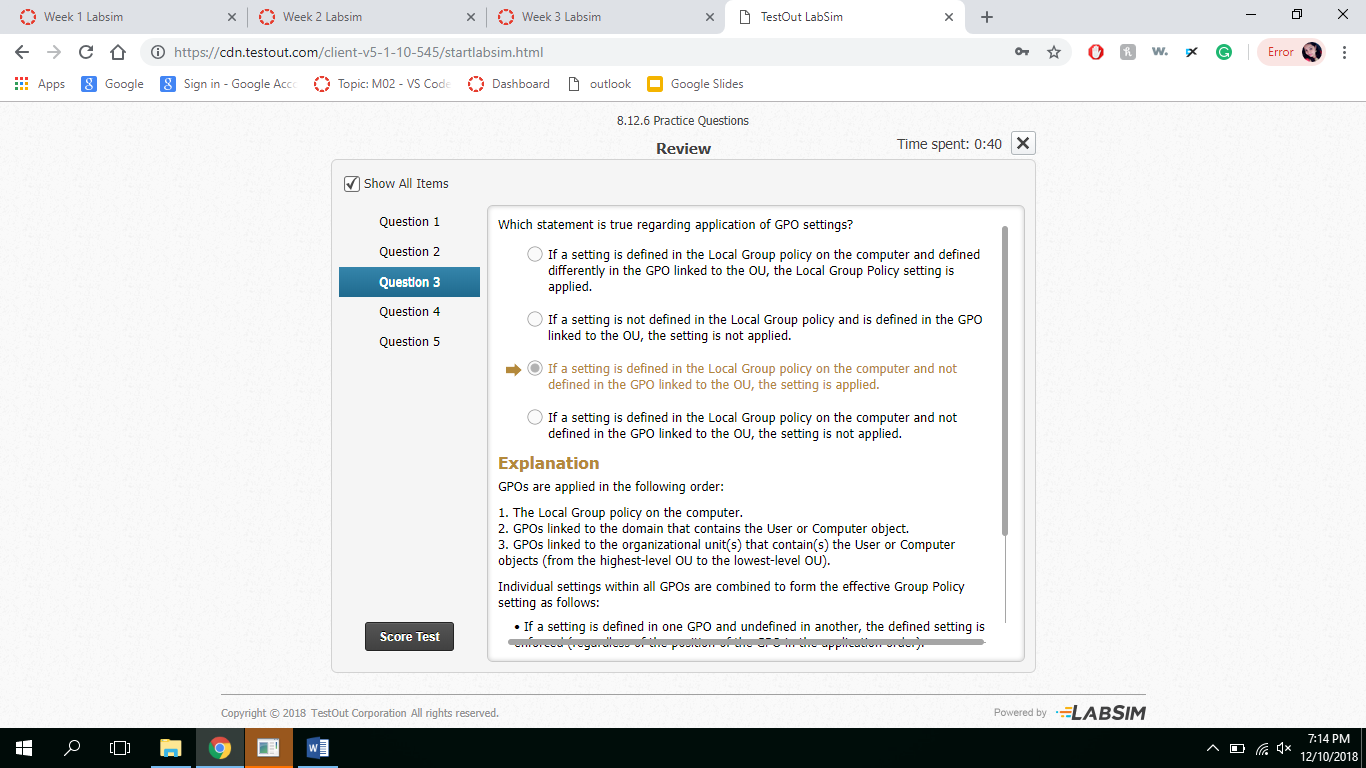 Week 1 Labsim
Week 2 Labsim
Week 3 Labsim
TestOut LabSim
https://cdn.testout.com/client-v5-1-10-545/startlabsim.html
Error
Apps
Google
Sign in - Google Acco
Topic: M02 - VS Code
Dashboard
outlook
Google Slides
8.12.6 Practice Questions
Review
Time spent: 0:40
Show All Items
Question 1
Question 2
Question 3
Question 4
Question 5
Score Test
Which statement is true regarding application of GPO settings?
If a setting is defined in the Local Group policy on the computer and defined
differently in the GPO linked to the OU, the Local Group Policy setting is
applied.
If a setting is not defined in the Local Group policy and is defined in the GPO
linked to the OU, the setting is not applied.
If a setting is defined in the Local Group policy on the computer and not
defined in the GPO linked to the OU, the setting is applied.
If a setting is defined in the Local Group policy on the computer and not
defined in the GPO linked to the OU, the setting is not applied.
Explanation
GPOs are applied in the following order:
1. The Local Group policy on the computer.
2. GPOs linked to the domain that contains the User or Computer object.
3. GPOs linked to the organizational unit(s) that contain(s) the User or Computer
objects (from the highest-level OU to the lowest-level OU).
Individual settings within all GPOs are combined to form the effective Group Policy
setting as follows:
• If a setting is defined in one GPO and undefined in another, the defined setting is
enforced (regardless of the position of the GPO in the application order).
Copyright © 2018 TestOut Corporation All rights reserved.
Powered by LABSIM
7:14 PM
12/10/2018